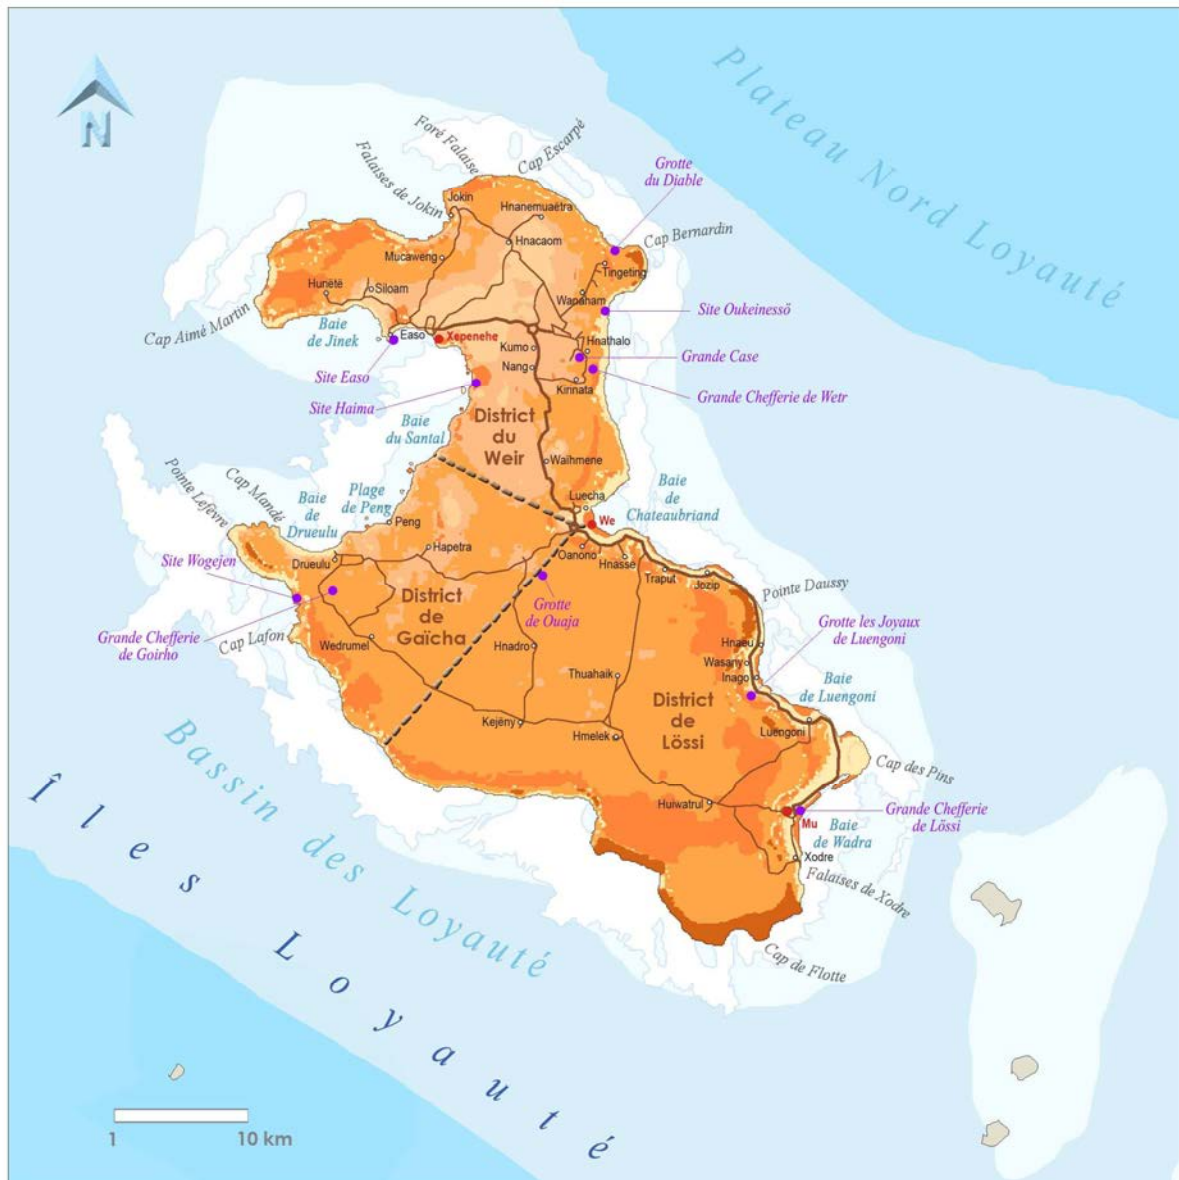 Plateau Nord Loyauté
N
Foré Falaise
Cap Escarpé
Falaises de Jokin
Grotte
du Diable
Jokin
Hnanemuaëtra
Cap Bernardin
Hnacaom
Mucaweng
Tingeting
Hunëtë
Siloam
Wapaham
Cap Aimé Martin
Site Oukeinessö
Baie
de Jinek
Easo
Xepenehe
Kumo
Hnathalo
Grande Case
Site Easo
Nang
Kirinata
Grande Chefferie de Wetr
Site Haima
District
du
Weir
Baie
du Santal
Waihmene
Pointe Lefèvre
Cap Mandé
Baie
de
Drueulu
Plage
de Peng
Peng
Luecha
We
Baie
de
Chateaubriand
Site Wogejen
Drueulu
Hapetra
Oanono
Hnasse
Traput
Jozip
Pointe Daussy
Grande Chefferie
de Goirho
Cap Lafon
District
de
Gaïcha
Grotte
de Ouaja
Grotte les Joyaux
de Luengoni
Wedrumel
Hnadro
Hnaeu
Wasany
Inago
Thuahaik
Baie
de Luengoni
District
de
Lössi
Kejëny
Hmelek
Luengoni
Cap des Pins
Huiwatrul
Mu
Grande Chefferie
de Lössi
Baie
de Wadra
Xodre
Falaises de Xodre
Cap de Flotte
Bassin des Loyauté
Îles Loyauté
1 10 km